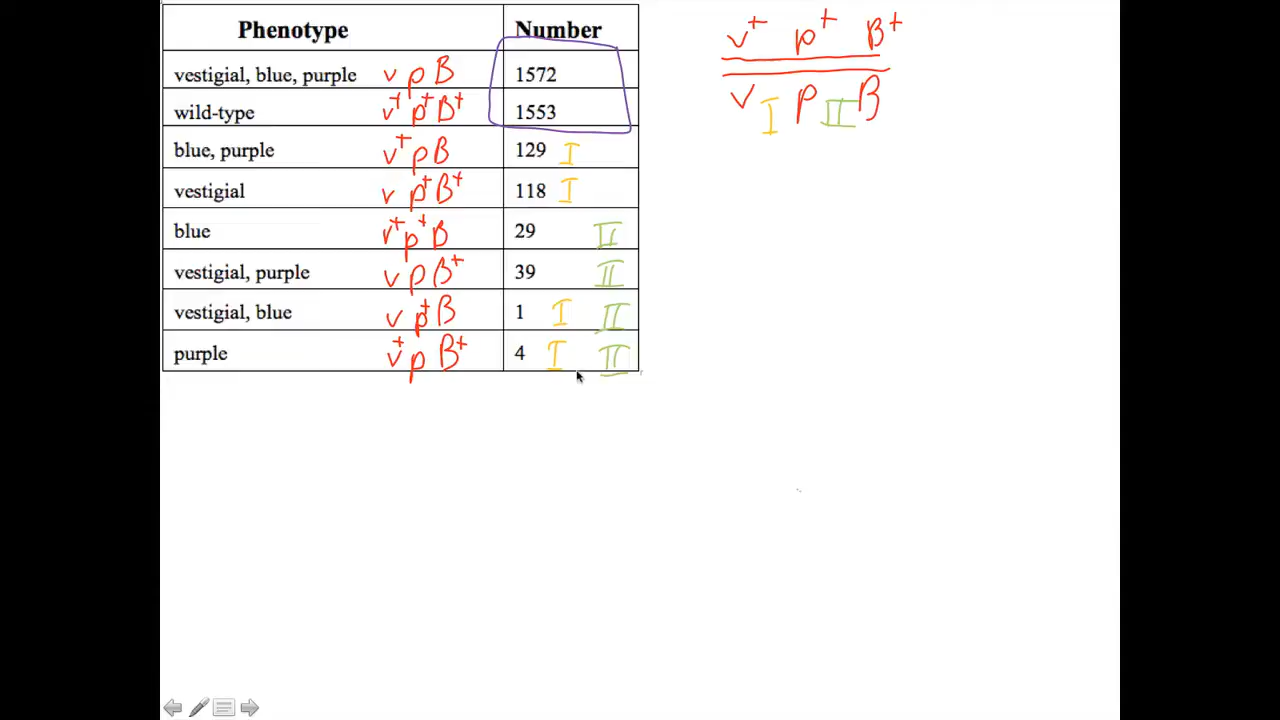 Phenotype Number
vestigial, blue, purple v p B 1572
wild-type v⁺ p⁺ B⁺ 1553
blue, purple v⁺ p B 129 I
vestigial v p⁺ B⁺ 118 I
blue v⁺ p⁺ B 29 II
vestigial, purple v p B⁺ 39 II
vestigial, blue v p⁺ B 1 I II
purple v⁺ p B⁺ 4 I II
v⁺ p⁺ B⁺
v I p II B